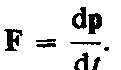 F = dp/dt.